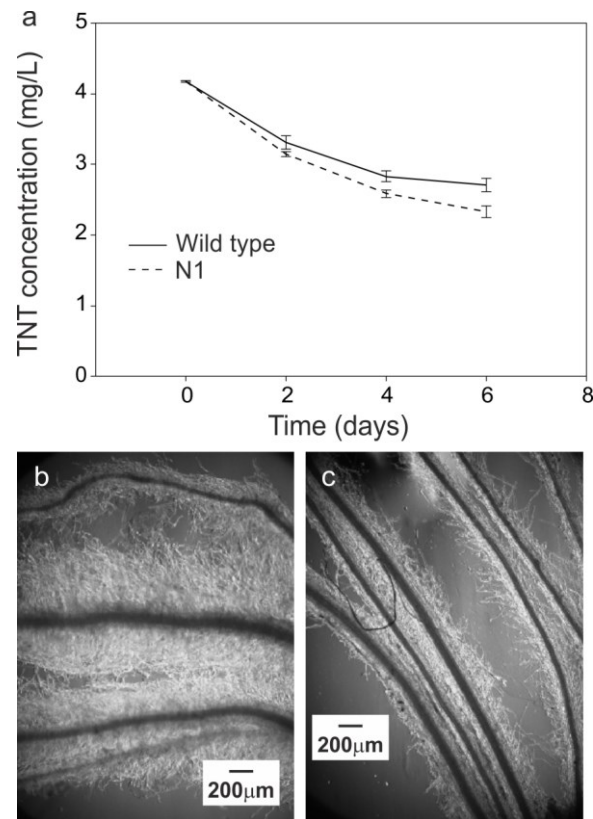 a
5
4
3
2
1
0
TNT concentration (mg/L)
Wild type
N1
0 2 4 6 8
Time (days)
b
200μm
c
200μm